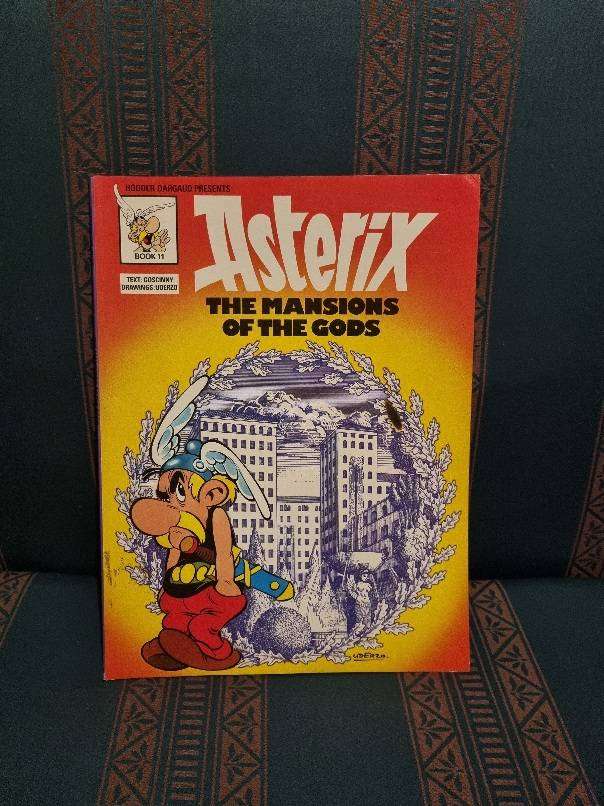 HODDER DARGAUD PRESENTS
BOOK 11
TEXT: GOSCINNY
DRAWINGS: UDERZO
Asterix
THE MANSIONS
OF THE GODS
UDERZO.